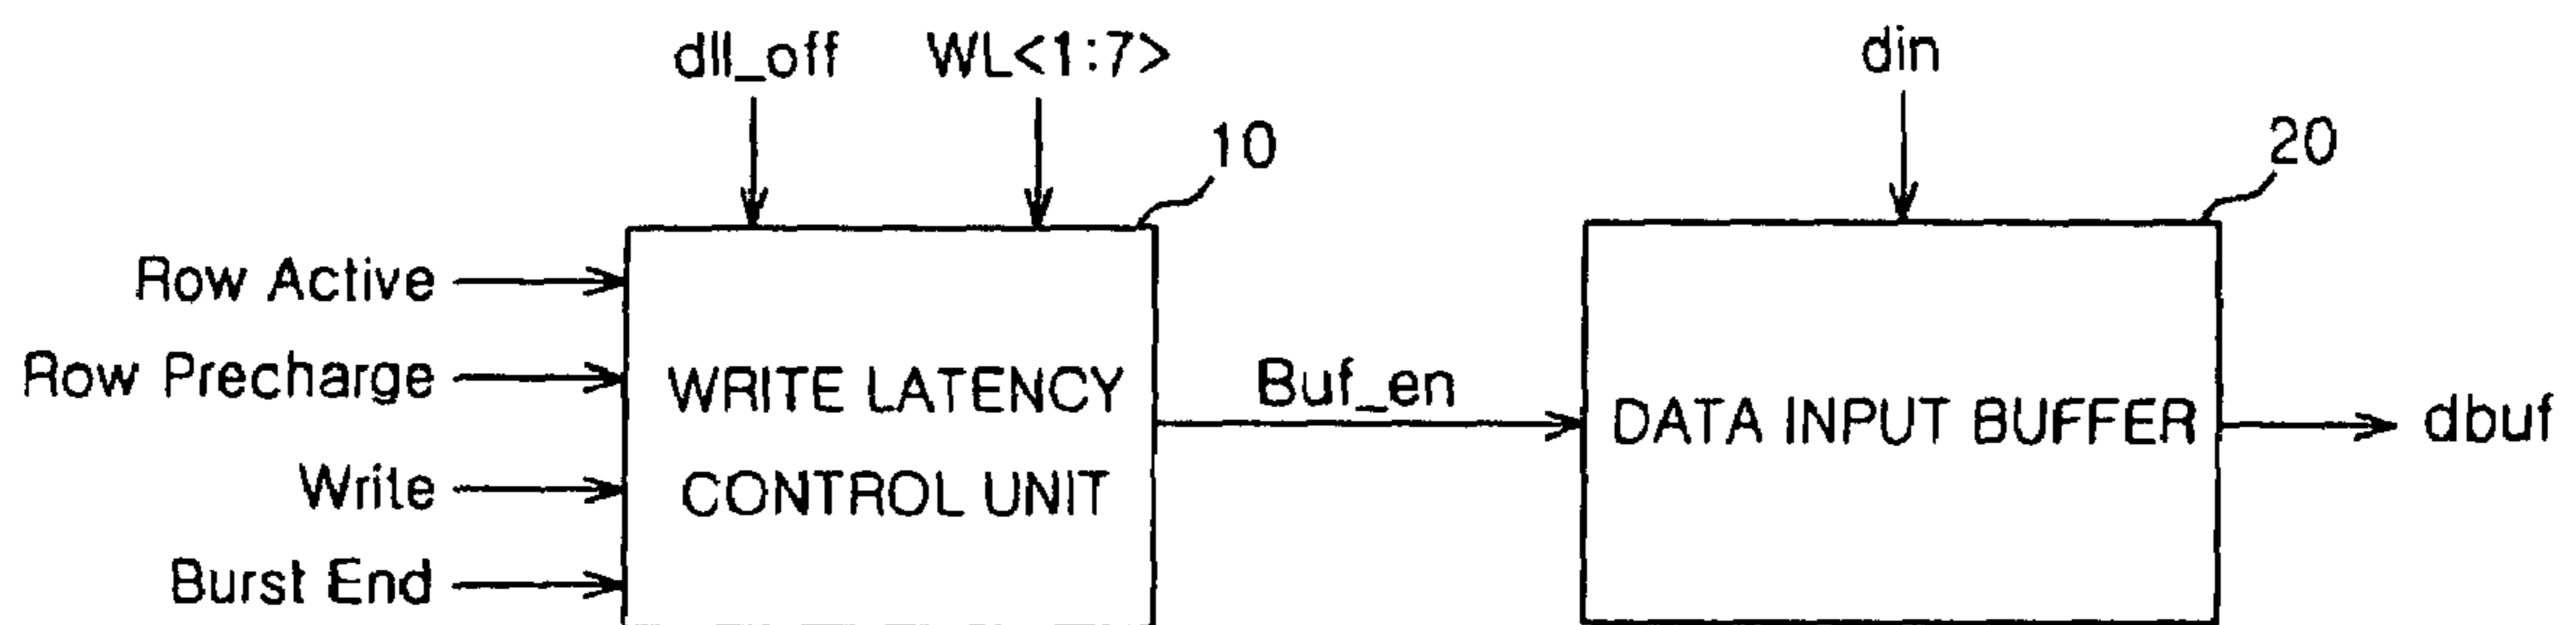 dll_off
WL<1:7>
din
10
20
Row Active
Row Precharge
Write
Burst End
WRITE LATENCY
CONTROL UNIT
Buf_en
DATA INPUT BUFFER
dbuf